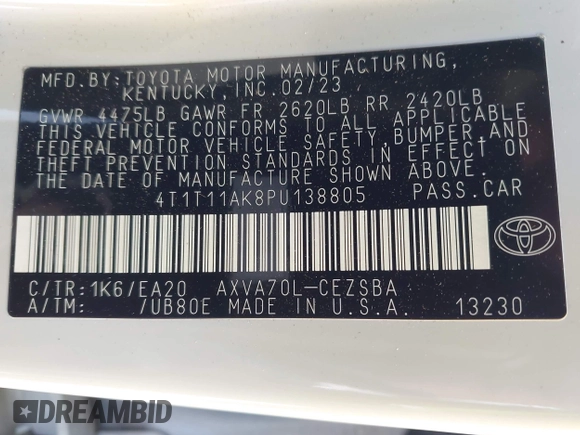 MFD. BY: TOYOTA MOTOR MANUFACTURING,
KENTUCKY, INC. 02/23
GVWR 4475LB GAWR FR 2620LB RR 2420LB
THIS VEHICLE CONFORMS TO ALL APPLICABLE
FEDERAL MOTOR VEHICLE SAFETY, BUMPER, AND
THEFT PREVENTION STANDARDS IN EFFECT ON
THE DATE OF MANUFACTURE SHOWN ABOVE.
4T1T11AK8PU138805 PASS. CAR
C/TR: 1K6/EA20 AXVA70L-CEZSBA
A/TM: /UB80E MADE IN U.S.A. 13230
DREAMBID